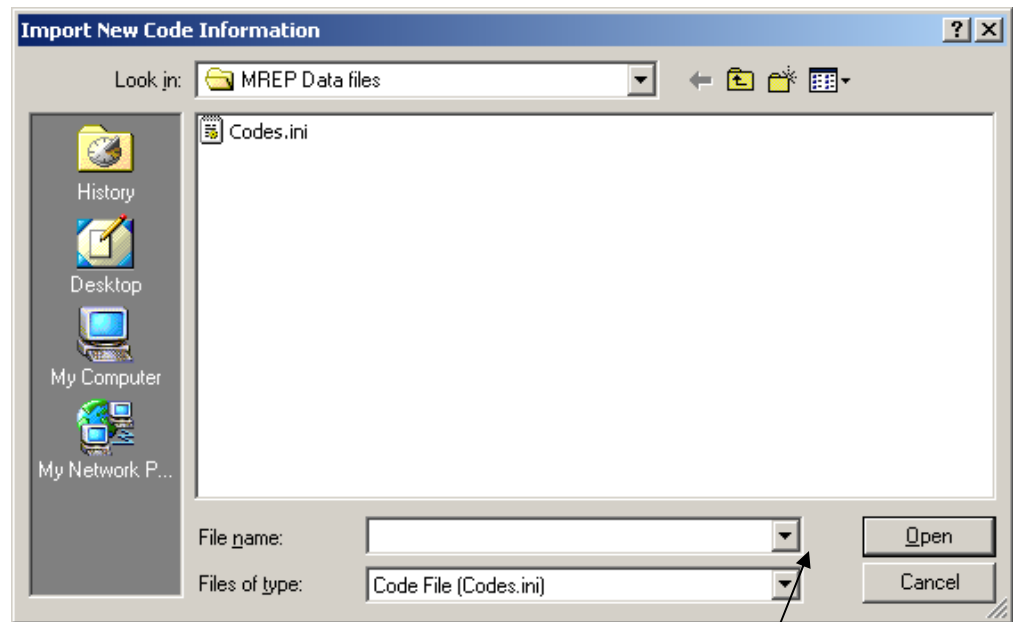 Import New Code Information
Look in: MREP Data files
Codes.ini
History
Desktop
My Computer
My Network P...
File name:
Open
Files of type: Code File (Codes.ini)
Cancel